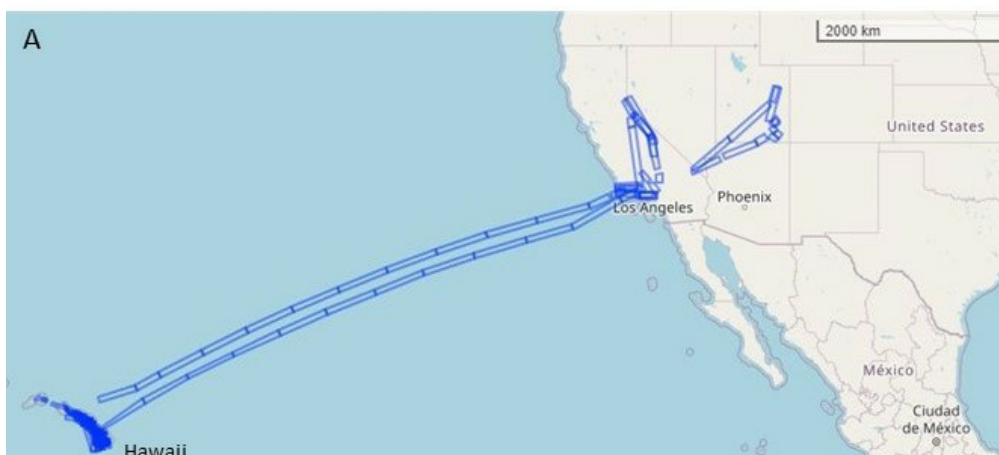 A
2000 km
United States
Phoenix
Los Angeles
México
Ciudad
de México
Hawaii